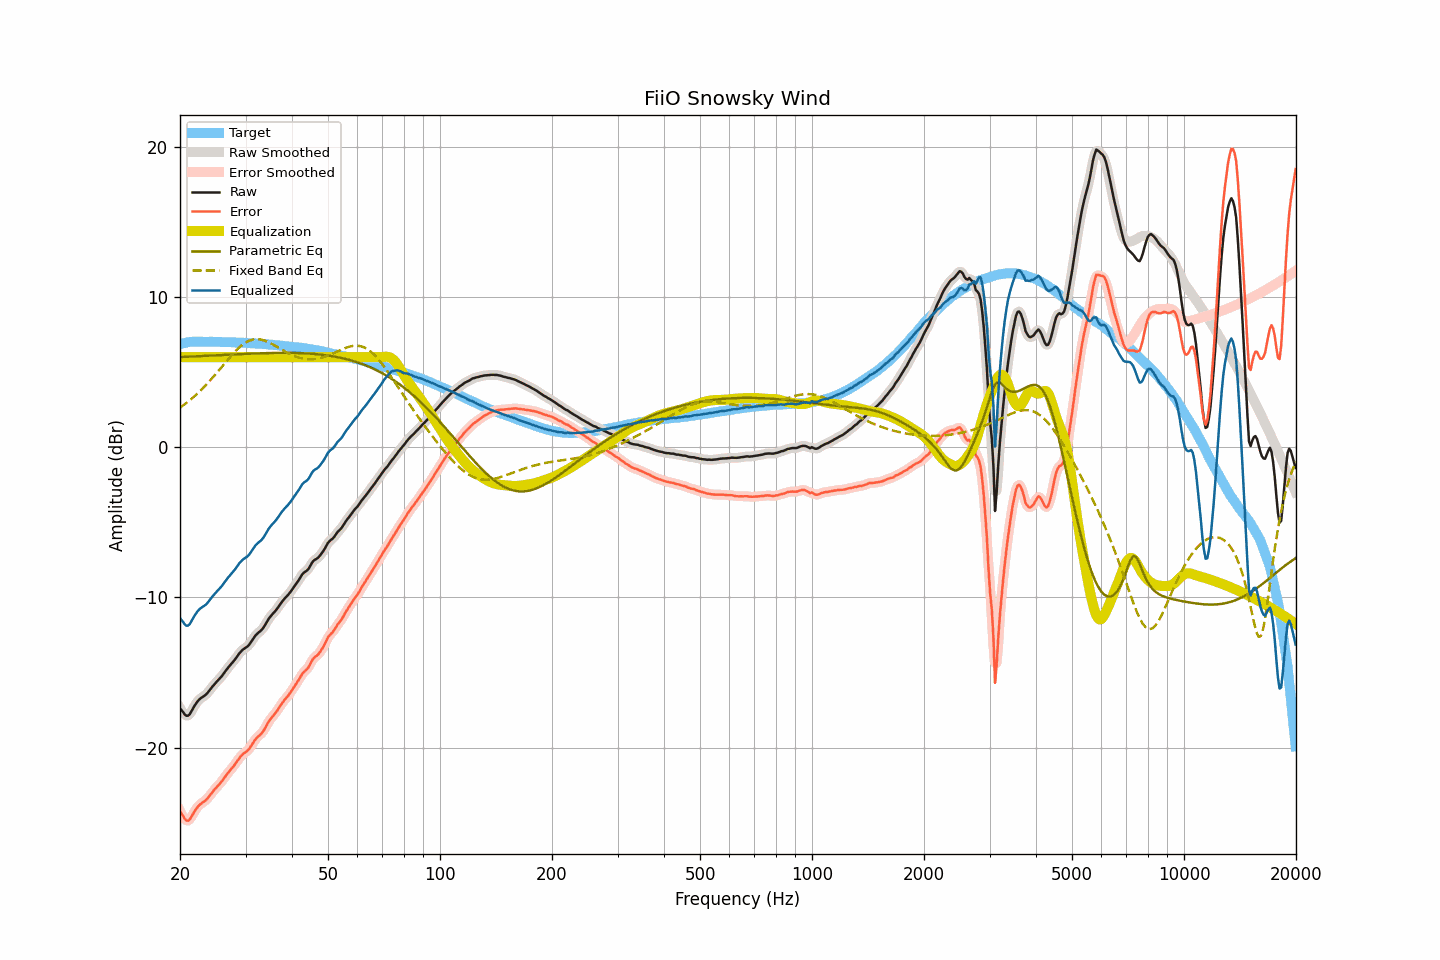 FiiO Snowsky Wind
Target
Raw Smoothed
Error Smoothed
Raw
Error
Equalization
Parametric Eq
Fixed Band Eq
Equalized
20
10
0
−10
−20
Amplitude (dBr)
20 50 100 200 500 1000 2000 5000 10000 20000
Frequency (Hz)